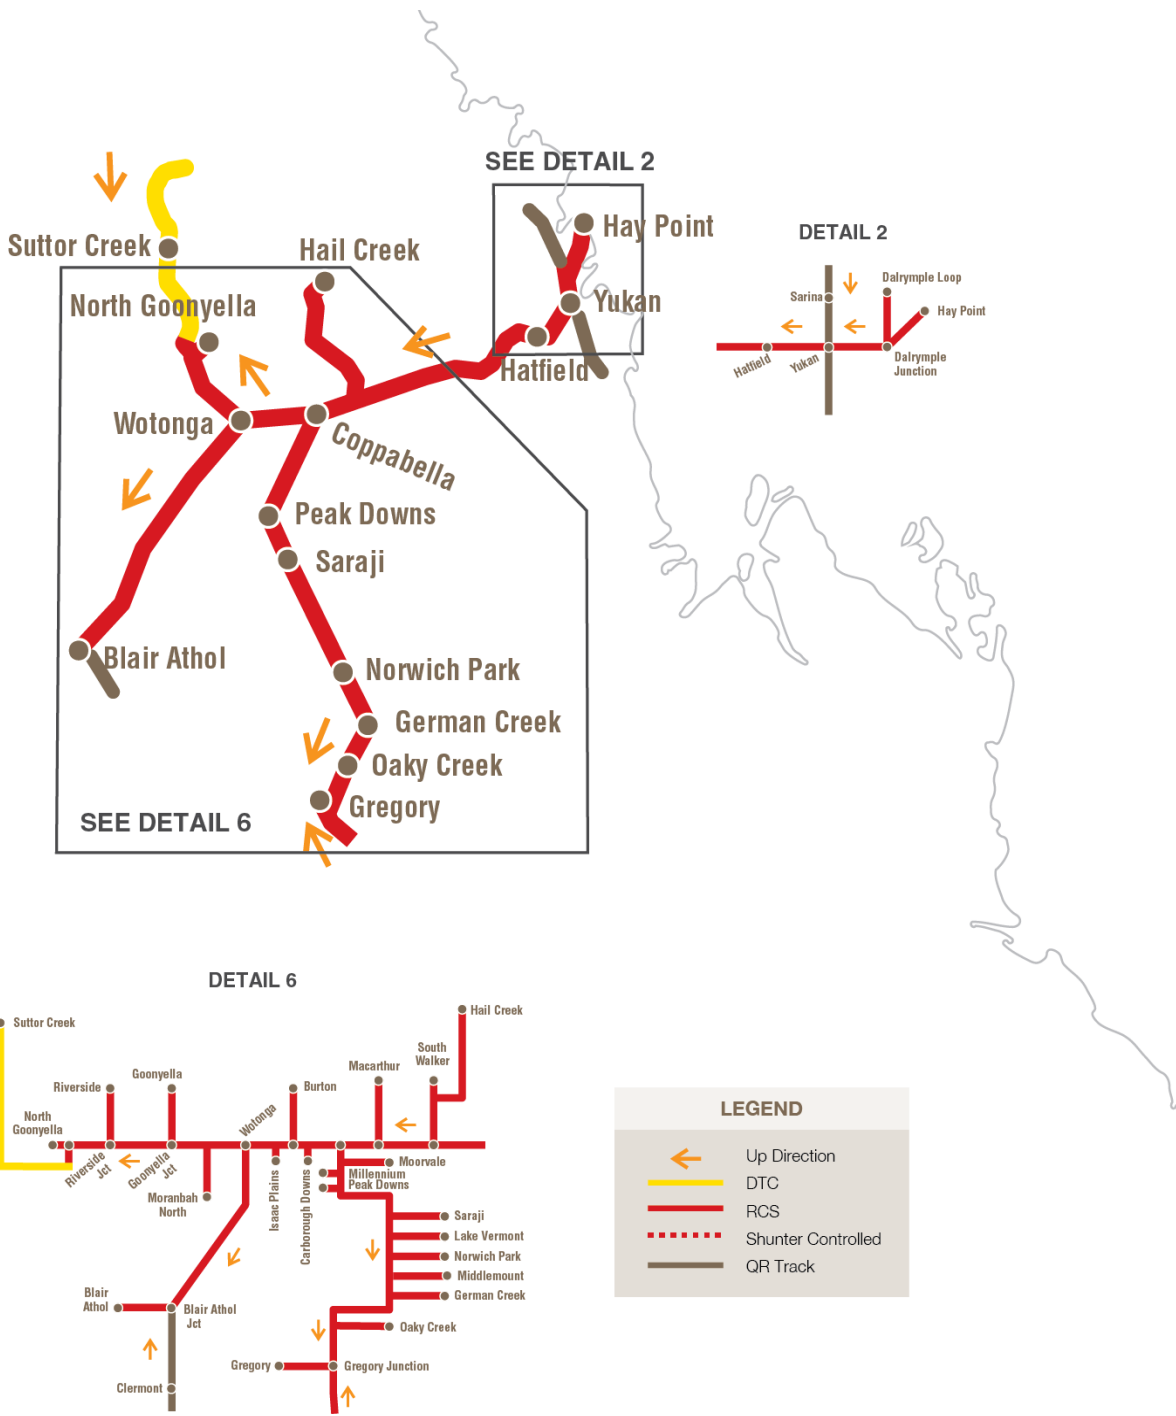 SEE DETAIL 2
Hay Point
Suttor Creek
Hail Creek
North Goonyella
Yukan
Hatfield
Wotonga
Coppabella
Peak Downs
Saraji
Blair Athol
Norwich Park
German Creek
Oaky Creek
Gregory
SEE DETAIL 6
DETAIL 2
Dalrymple Loop
Sarina
Hay Point
Hatfield
Yukan
Dalrymple
Junction
DETAIL 6
Suttor Creek
Hail Creek
South
Walker
Macarthur
Goonyella
Riverside
Burton
North
Goonyella
Wotonga
Riverside
Jct
Goonyella
Jct
Moranbah
North
Isaac Plains
Carborough Downs
Moorvale
Millennium
Peak Downs
Saraji
Lake Vermont
Norwich Park
Middlemount
German Creek
Blair
Athol
Blair Athol
Jct
Oaky Creek
Gregory
Gregory Junction
Clermont
LEGEND
Up Direction
DTC
RCS
Shunter Controlled
QR Track